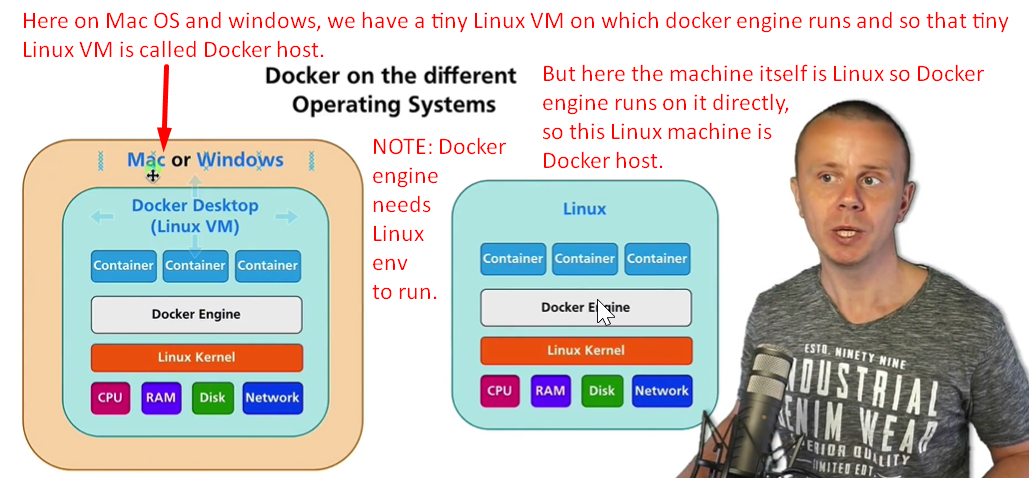 Here on Mac OS and windows, we have a tiny Linux VM on which docker engine runs and so that tiny
Linux VM is called Docker host.
Docker on the different
Operating Systems
But here the machine itself is Linux so Docker
engine runs on it directly,
so this Linux machine is
Docker host.
NOTE: Docker
engine
needs
Linux
env
to run.
Mac or Windows
Docker Desktop
(Linux VM)
Container Container Container
Docker Engine
Linux Kernel
CPU RAM Disk Network
Linux
Container Container Container
Docker Engine
Linux Kernel
CPU RAM Disk Network
ESTD. NINETY NINE
INDUSTRIAL
DENIM WEAR
QUALITY